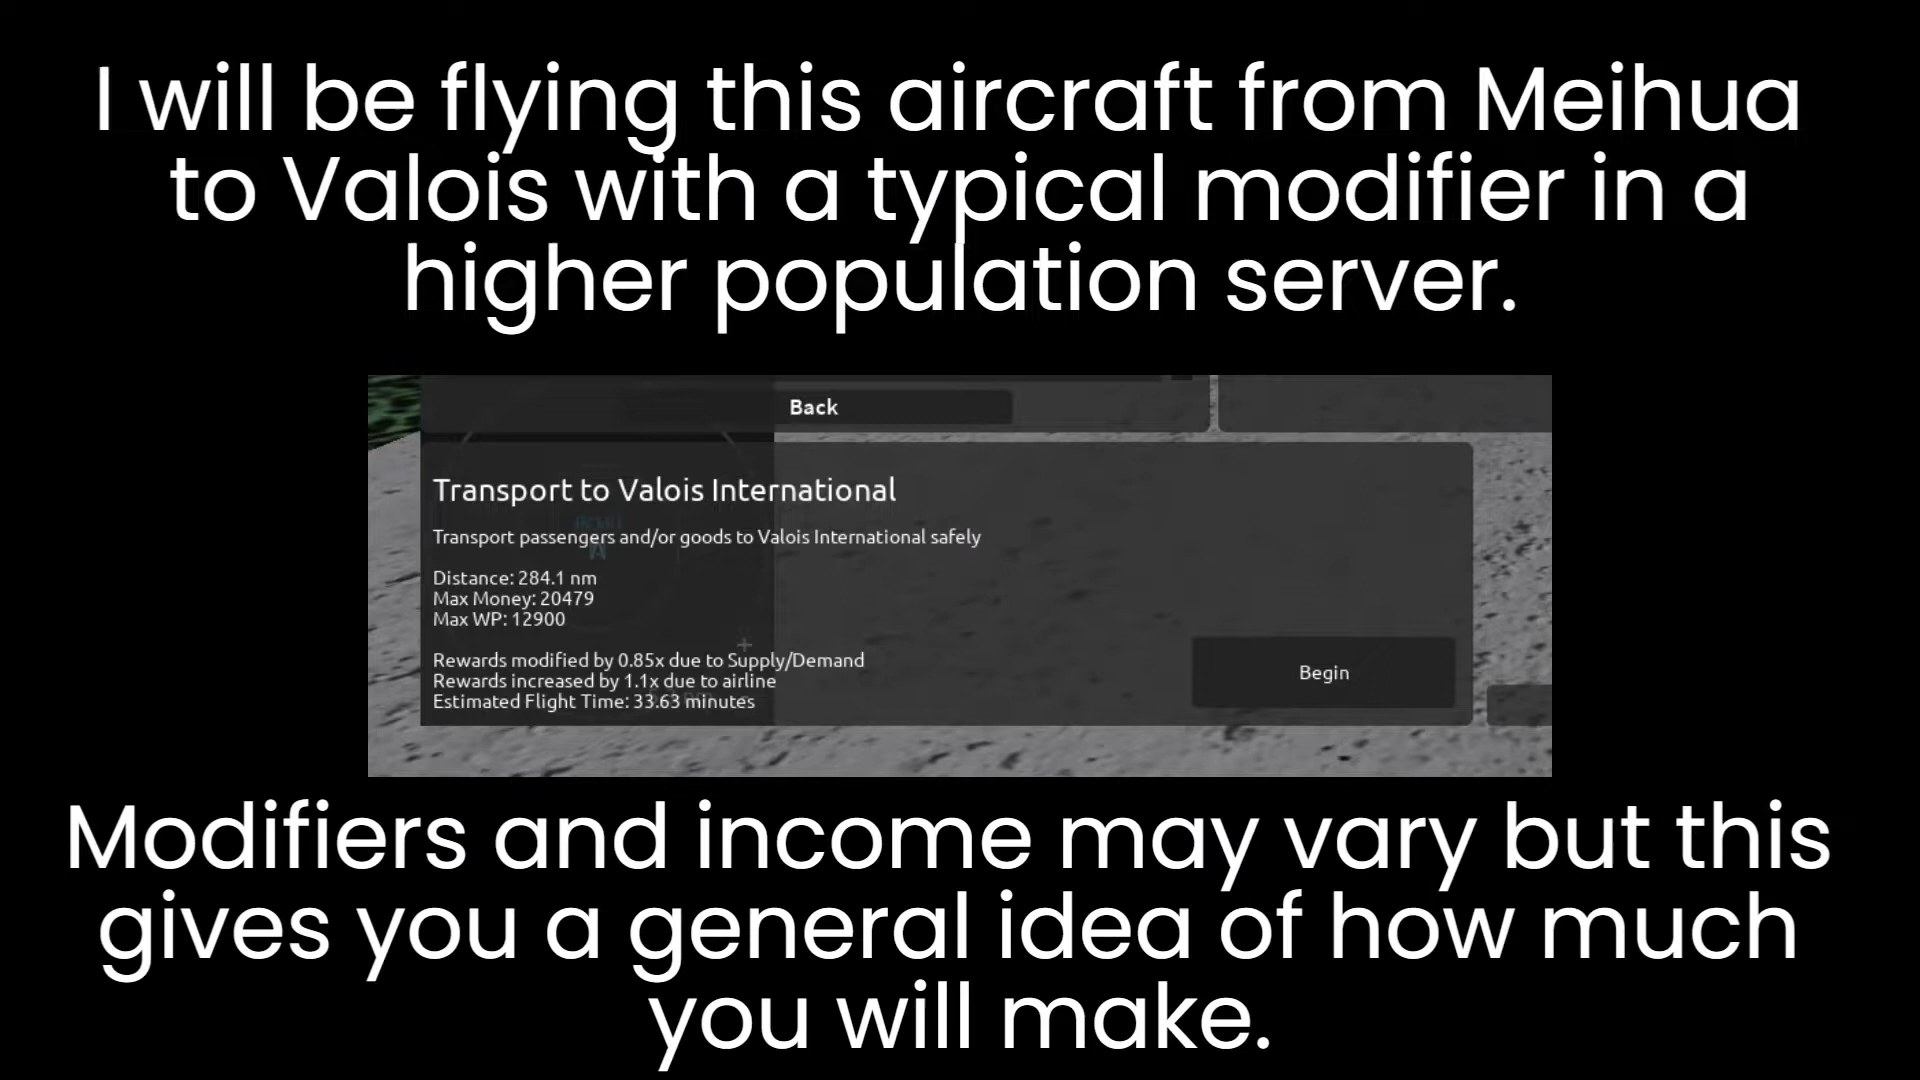 I will be flying this aircraft from Meihua
to Valois with a typical modifier in a
higher population server.
Back
Transport to Valois International
Transport passengers and/or goods to Valois International safely
Distance: 284.1 nm
Max Money: 20479
Max WP: 12900
Rewards modified by 0.85x due to Supply/Demand
Rewards increased by 1.1x due to airline
Estimated Flight Time: 33.63 minutes
Begin
Modifiers and income may vary but this
gives you a general idea of how much
you will make.